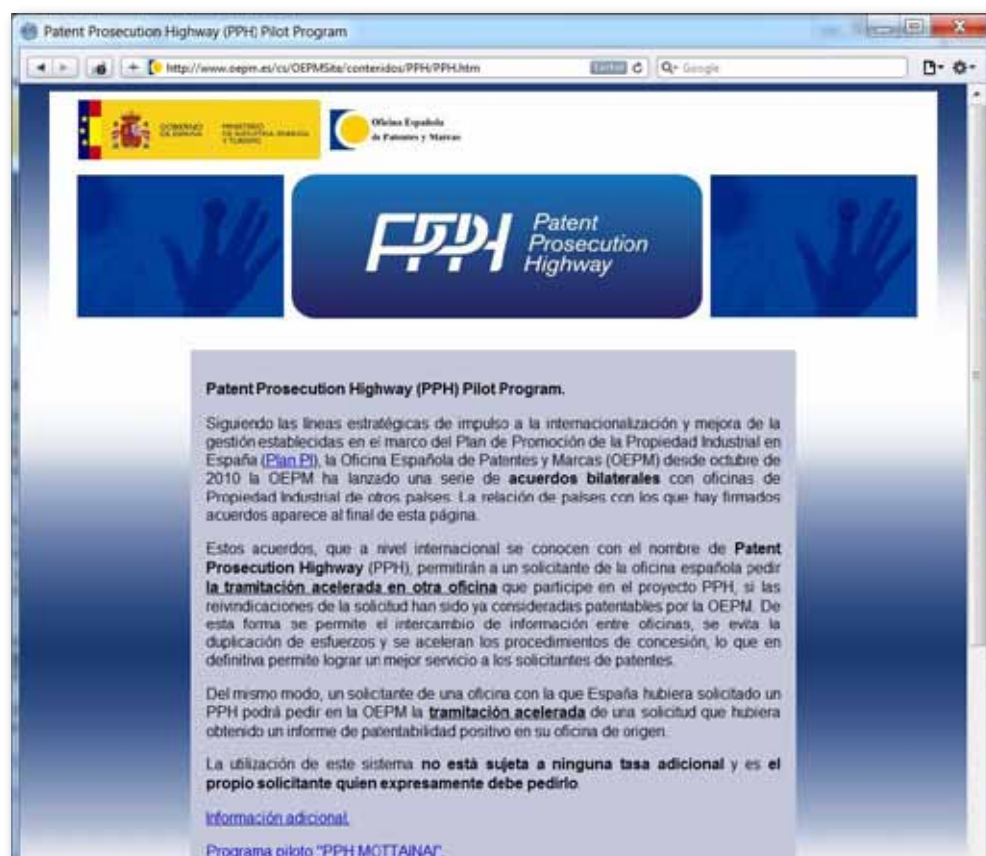 Patent Prosecution Highway (PPH) Pilot Program
http://www.oepm.es/cs/OEPMSite/contenidos/PPH/PPH.htm
Google
GOBIERNO
DE ESPAÑA
MINISTERIO
DE INDUSTRIA, ENERGÍA
Y TURISMO
Oficina Española
de Patentes y Marcas
PPH
Patent
Prosecution
Highway
Patent Prosecution Highway (PPH) Pilot Program.
Siguiendo las líneas estratégicas de impulso a la internacionalización y mejora de la
gestión establecidas en el marco del Plan de Promoción de la Propiedad Industrial en
España (Plan PI), la Oficina Española de Patentes y Marcas (OEPM) desde octubre de
2010 la OEPM ha lanzado una serie de acuerdos bilaterales con oficinas de
Propiedad Industrial de otros países. La relación de países con los que hay firmados
acuerdos aparece al final de esta página.
Estos acuerdos, que a nivel internacional se conocen con el nombre de Patent
Prosecution Highway (PPH), permitirán a un solicitante de la oficina española pedir
la tramitación acelerada en otra oficina que participe en el proyecto PPH, si las
reivindicaciones de la solicitud han sido ya consideradas patentables por la OEPM. De
esta forma se permite el intercambio de información entre oficinas, se evita la
duplicación de esfuerzos y se aceleran los procedimientos de concesión, lo que en
definitiva permite lograr un mejor servicio a los solicitantes de patentes.
Del mismo modo, un solicitante de una oficina con la que España hubiera solicitado un
PPH podrá pedir en la OEPM la tramitación acelerada de una solicitud que hubiera
obtenido un informe de patentabilidad positivo en su oficina de origen.
La utilización de este sistema no está sujeta a ninguna tasa adicional y es el
propio solicitante quien expresamente debe pedirlo.
Información adicional.
Programa piloto "PPH MOTTAINAI".